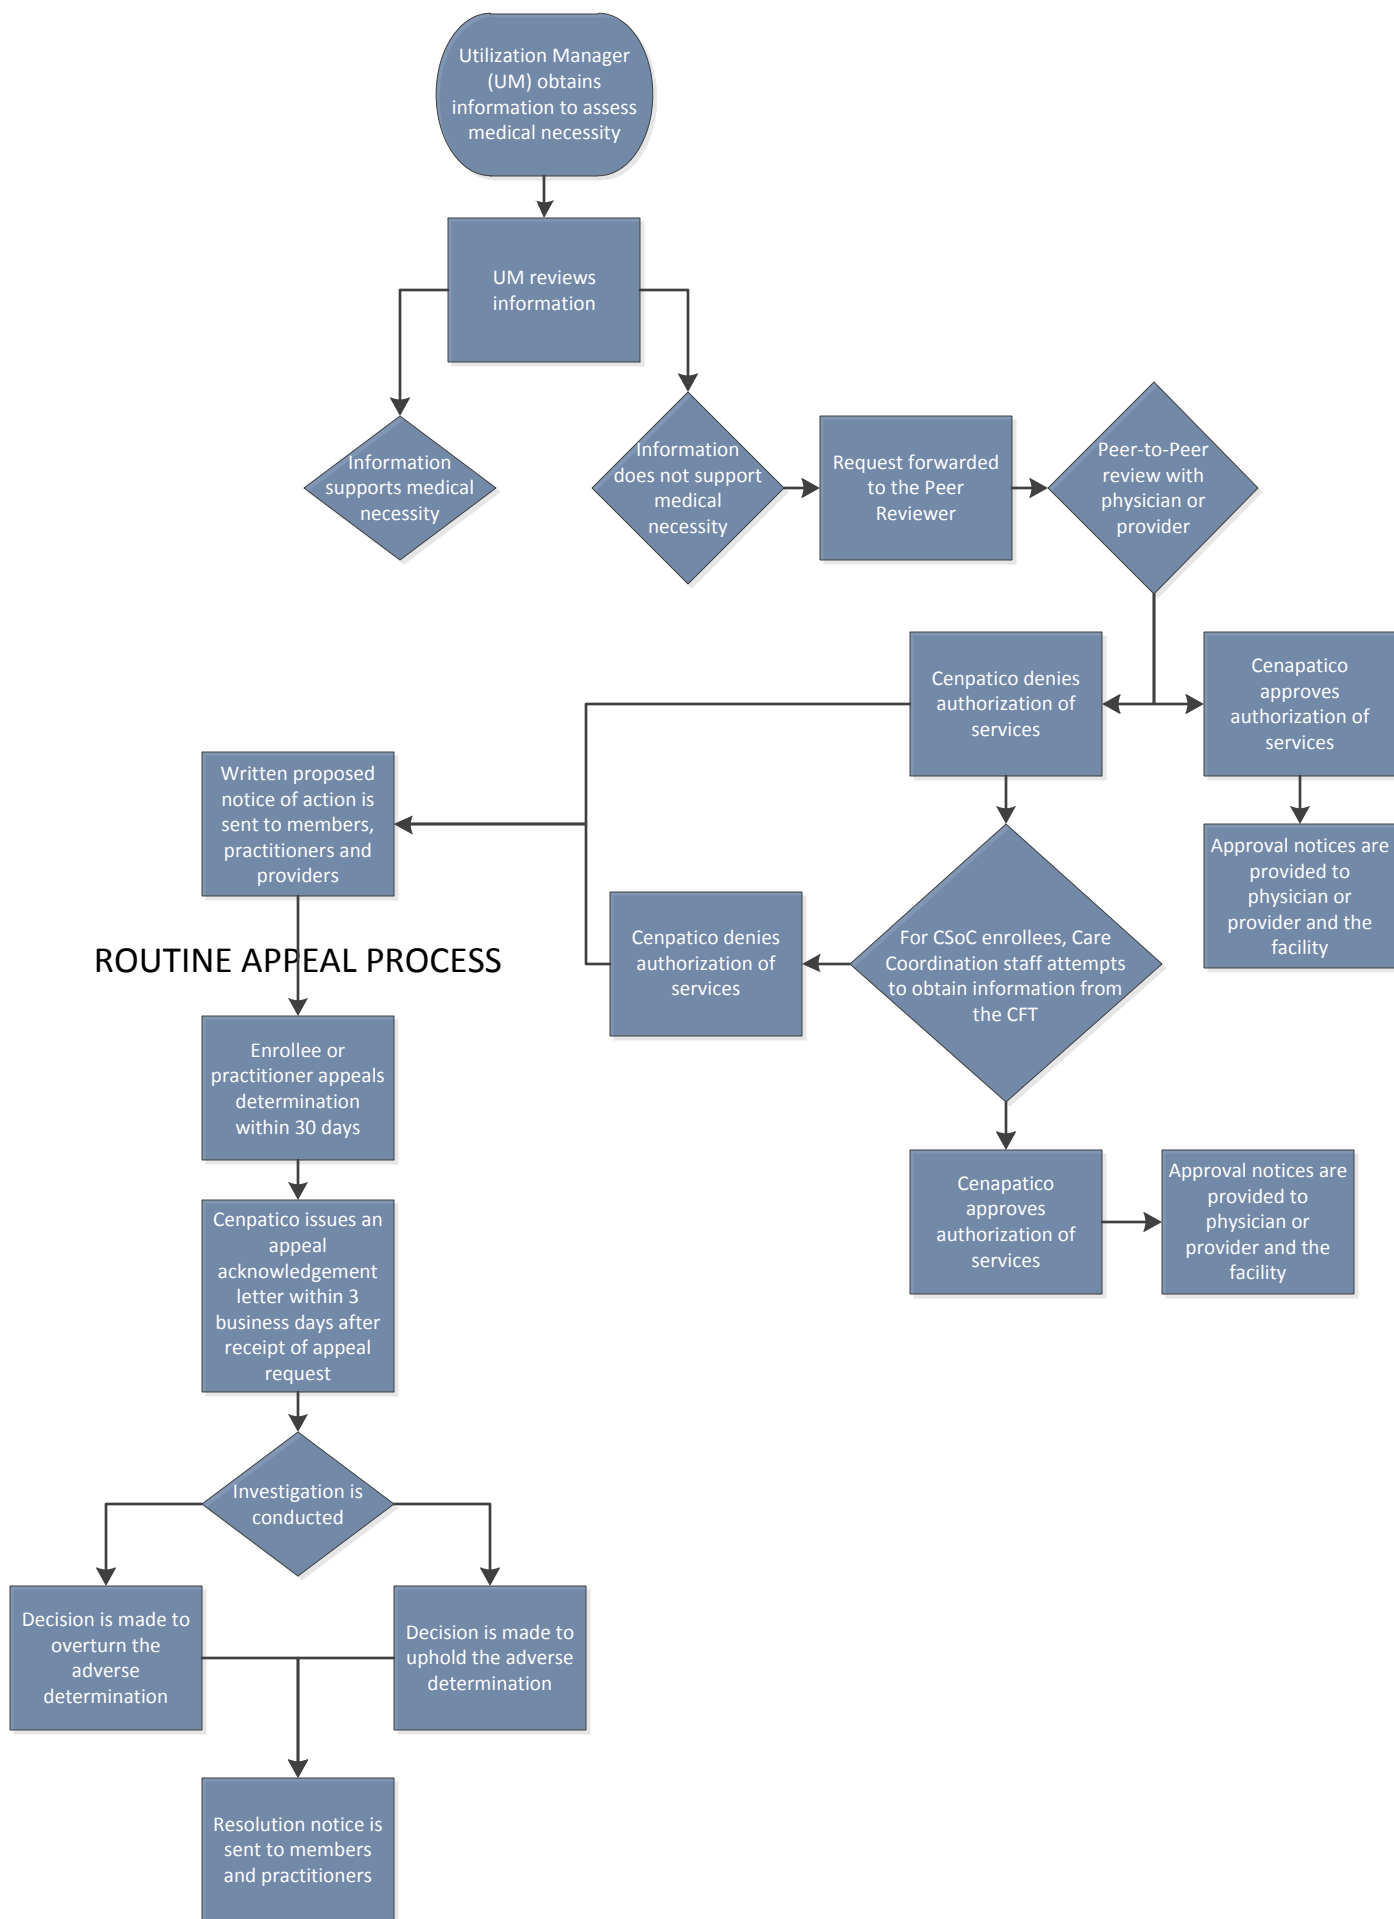 Utilization Manager
(UM) obtains
information to assess
medical necessity
UM reviews
information
Information
supports medical
necessity
Information
does not support
medical
necessity
Request forwarded
to the Peer
Reviewer
Peer-to-Peer
review with
physician or
provider
Cenpatico denies
authorization of
services
Cenapatico
approves
authorization of
services
Written proposed
notice of action is
sent to members,
practitioners and
providers
Approval notices are
provided to
physician or
provider and the
facility
Cenpatico denies
authorization of
services
For CSoC enrollees, Care
Coordination staff attempts
to obtain information from
the CFT
ROUTINE APPEAL PROCESS
Enrollee or
practitioner appeals
determination
within 30 days
Cenapatico
approves
authorization of
services
Approval notices are
provided to
physician or
provider and the
facility
Cenpatico issues an
appeal
acknowledgement
letter within 3
business days after
receipt of appeal
request
Investigation is
conducted
Decision is made to
overturn the
adverse
determination
Decision is made to
uphold the adverse
determination
Resolution notice is
sent to members
and practitioners